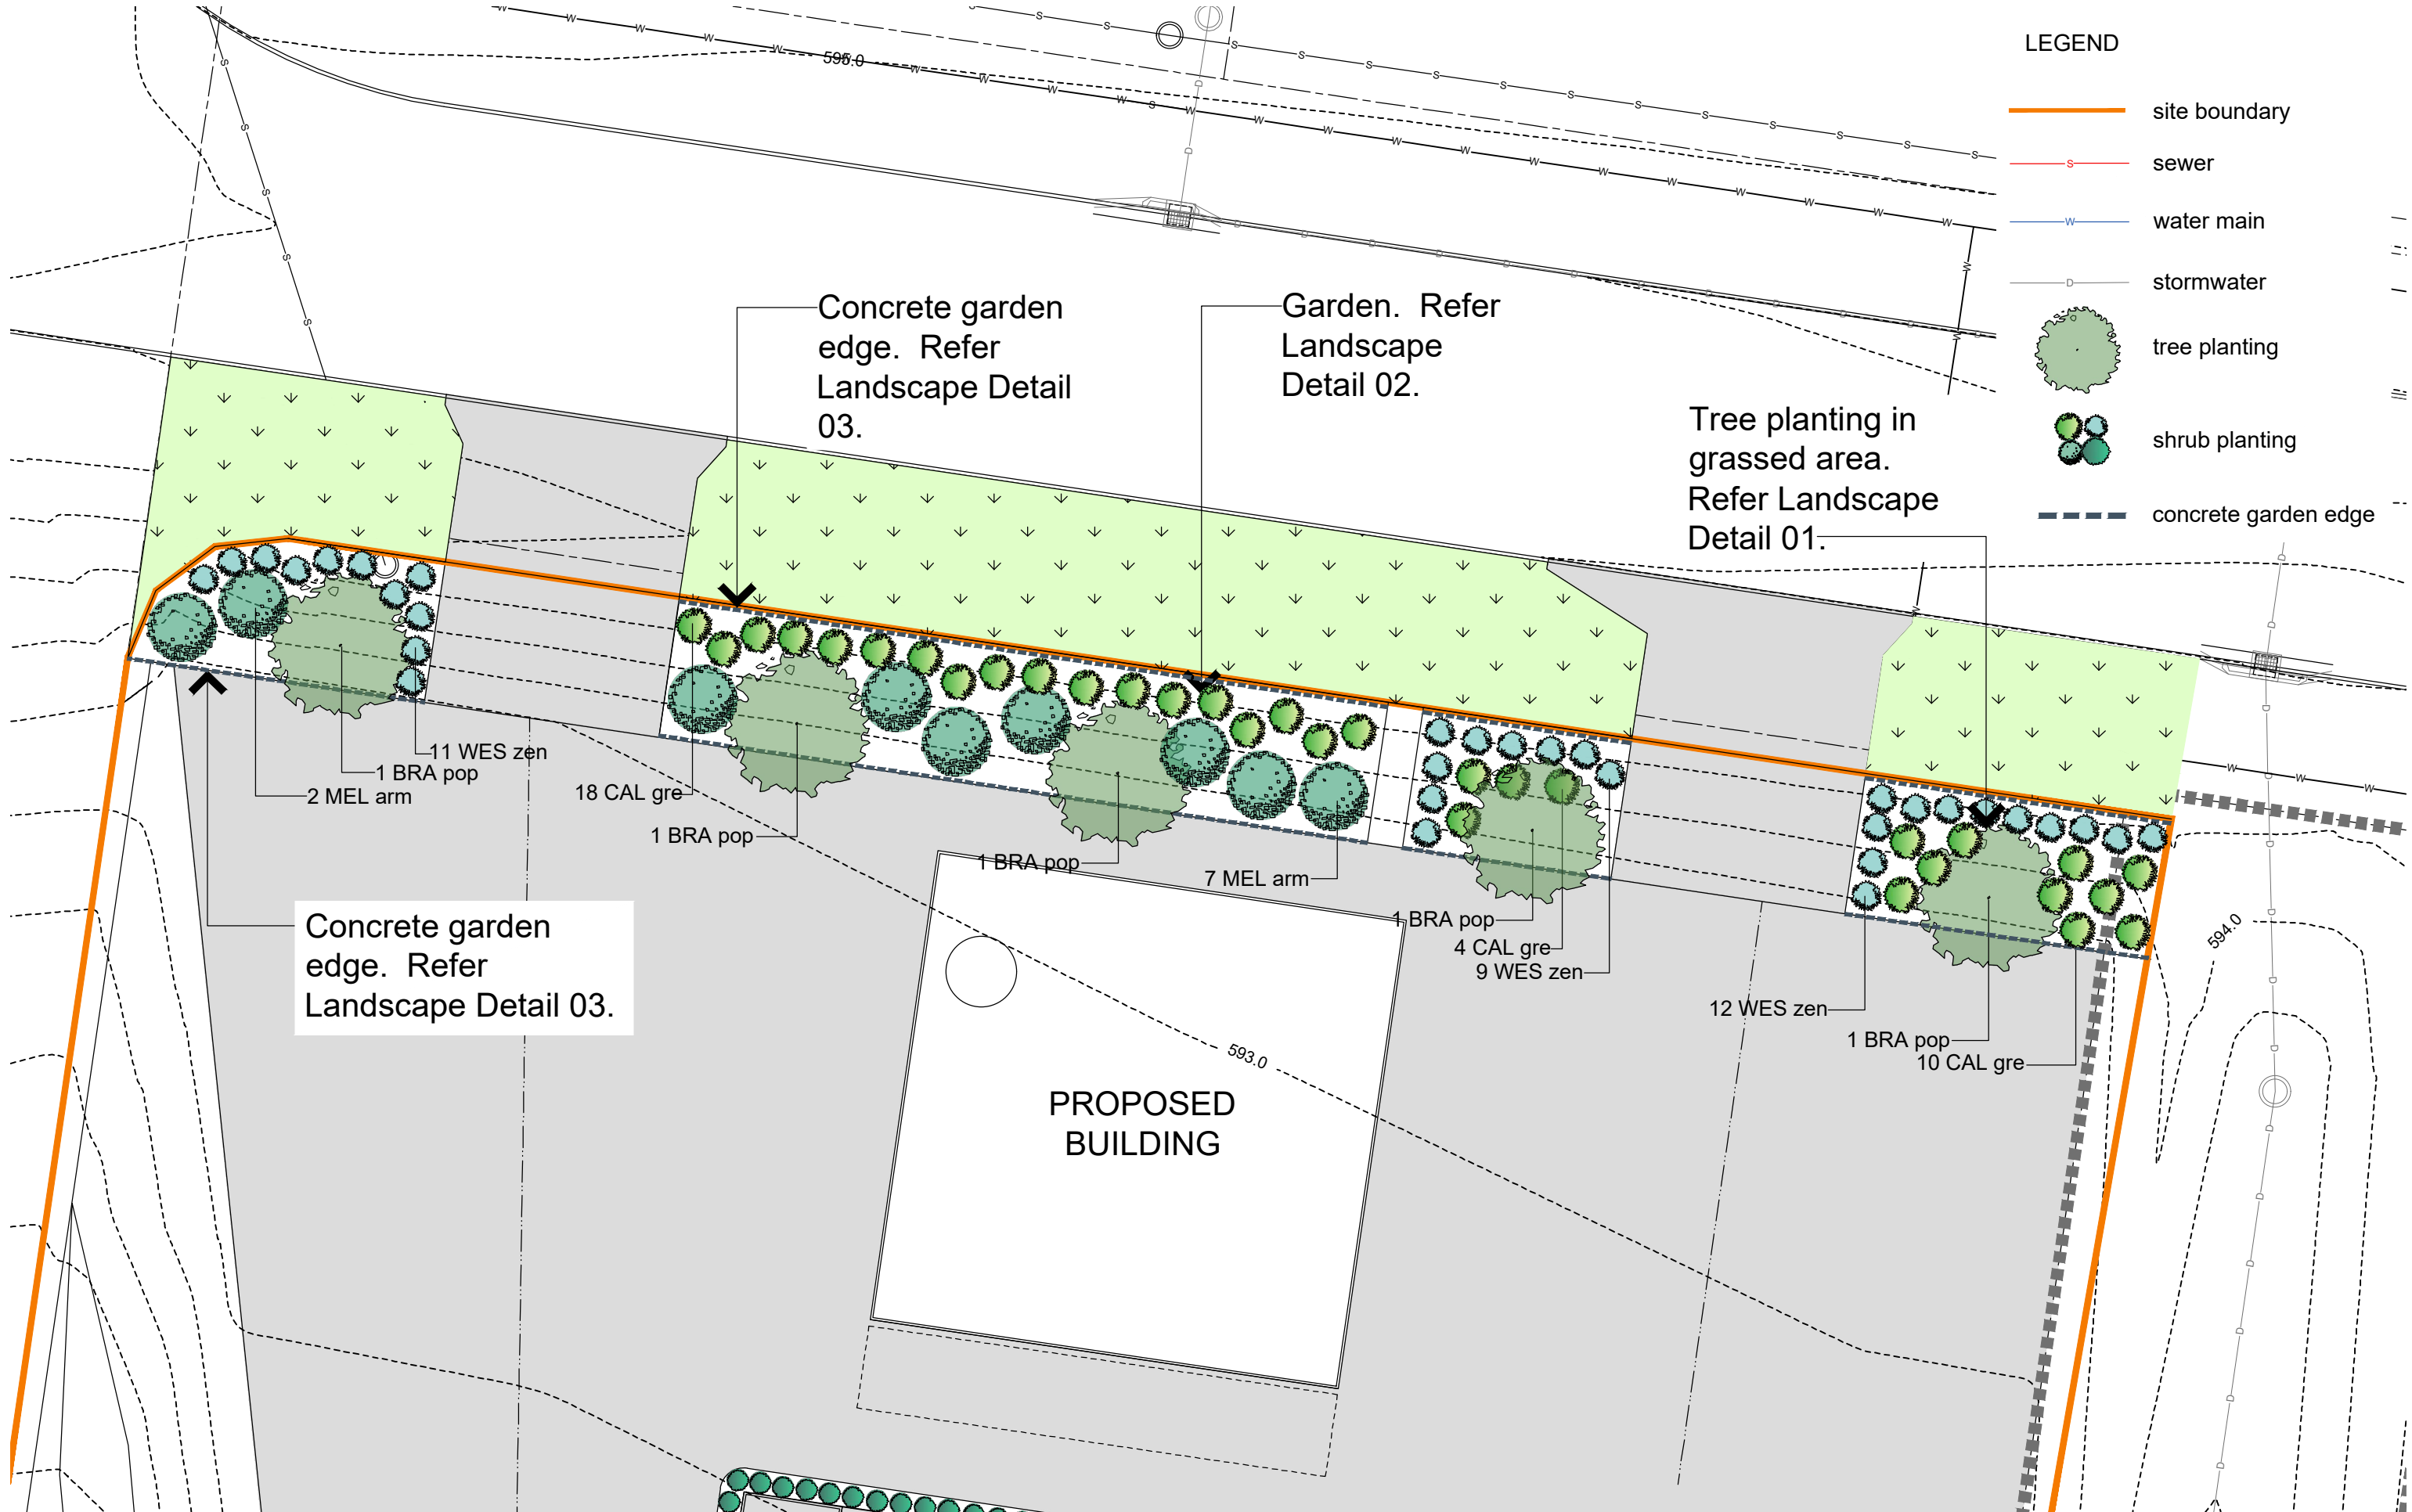 LEGEND
site boundary
S
sewer
W
water main
D
stormwater
tree planting
shrub planting
concrete garden edge
Concrete garden
edge. Refer
Landscape Detail
03.
Garden. Refer
Landscape
Detail 02.
Tree planting in
grassed area.
Refer Landscape
Detail 01.
11 WES zen
1 BRA pop
2 MEL arm
18 CAL gre
1 BRA pop
1 BRA pop
7 MEL arm
1 BRA pop
4 CAL gre
9 WES zen
12 WES zen
1 BRA pop
10 CAL gre
Concrete garden
edge. Refer
Landscape Detail 03.
594.0
593.0
PROPOSED
BUILDING